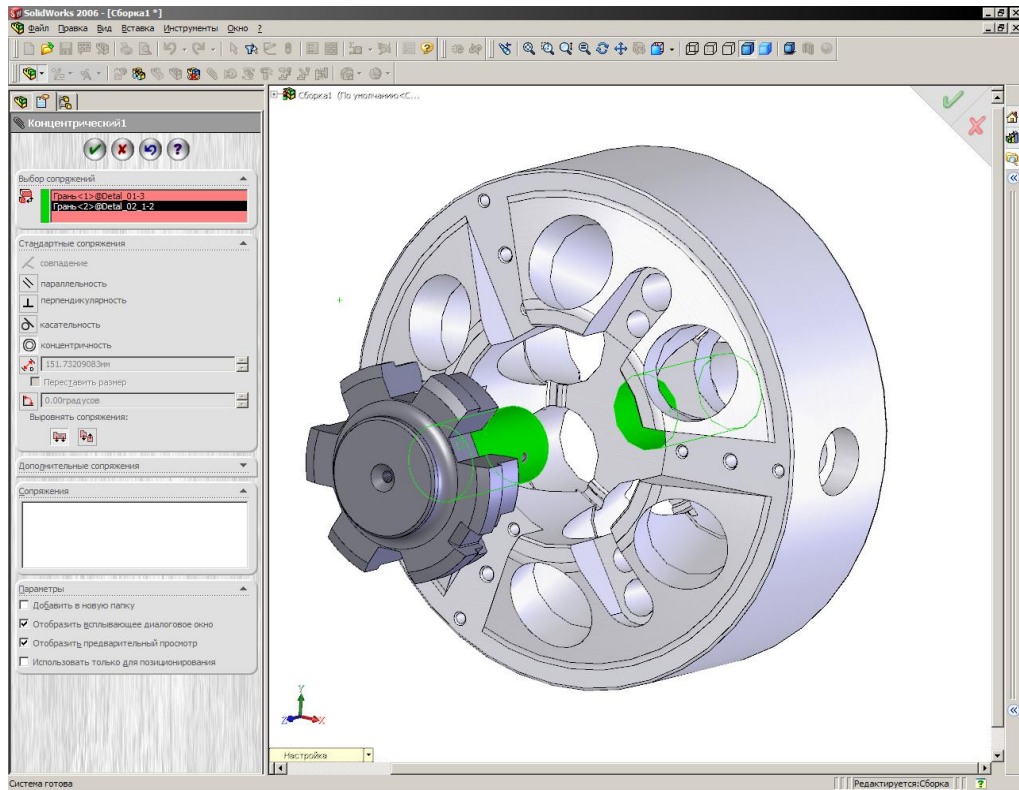 SolidWorks 2006 - [Сборка1 *]
Файл Правка Вид Вставка Инструменты Окно ?
Сборка1 (По умолчанию<С...
Концентрический1
Выбор сопряжений
Грань<1>@Detal_01-3
Грань<2>@Detal_02_1-2
Стандартные сопряжения
совпадение
параллельность
перпендикулярность
касательность
концентричность
151.73209083мм
Переставить размер
0.00градусов
Выровнять сопряжения:
Дополнительные сопряжения
Сопряжения
Параметры
Добавить в новую папку
Отобразить всплывающее диалоговое окно
Отобразить предварительный просмотр
Использовать только для позиционирования
Y
Z
X
Настройка
Система готова
Редактируется:Сборка